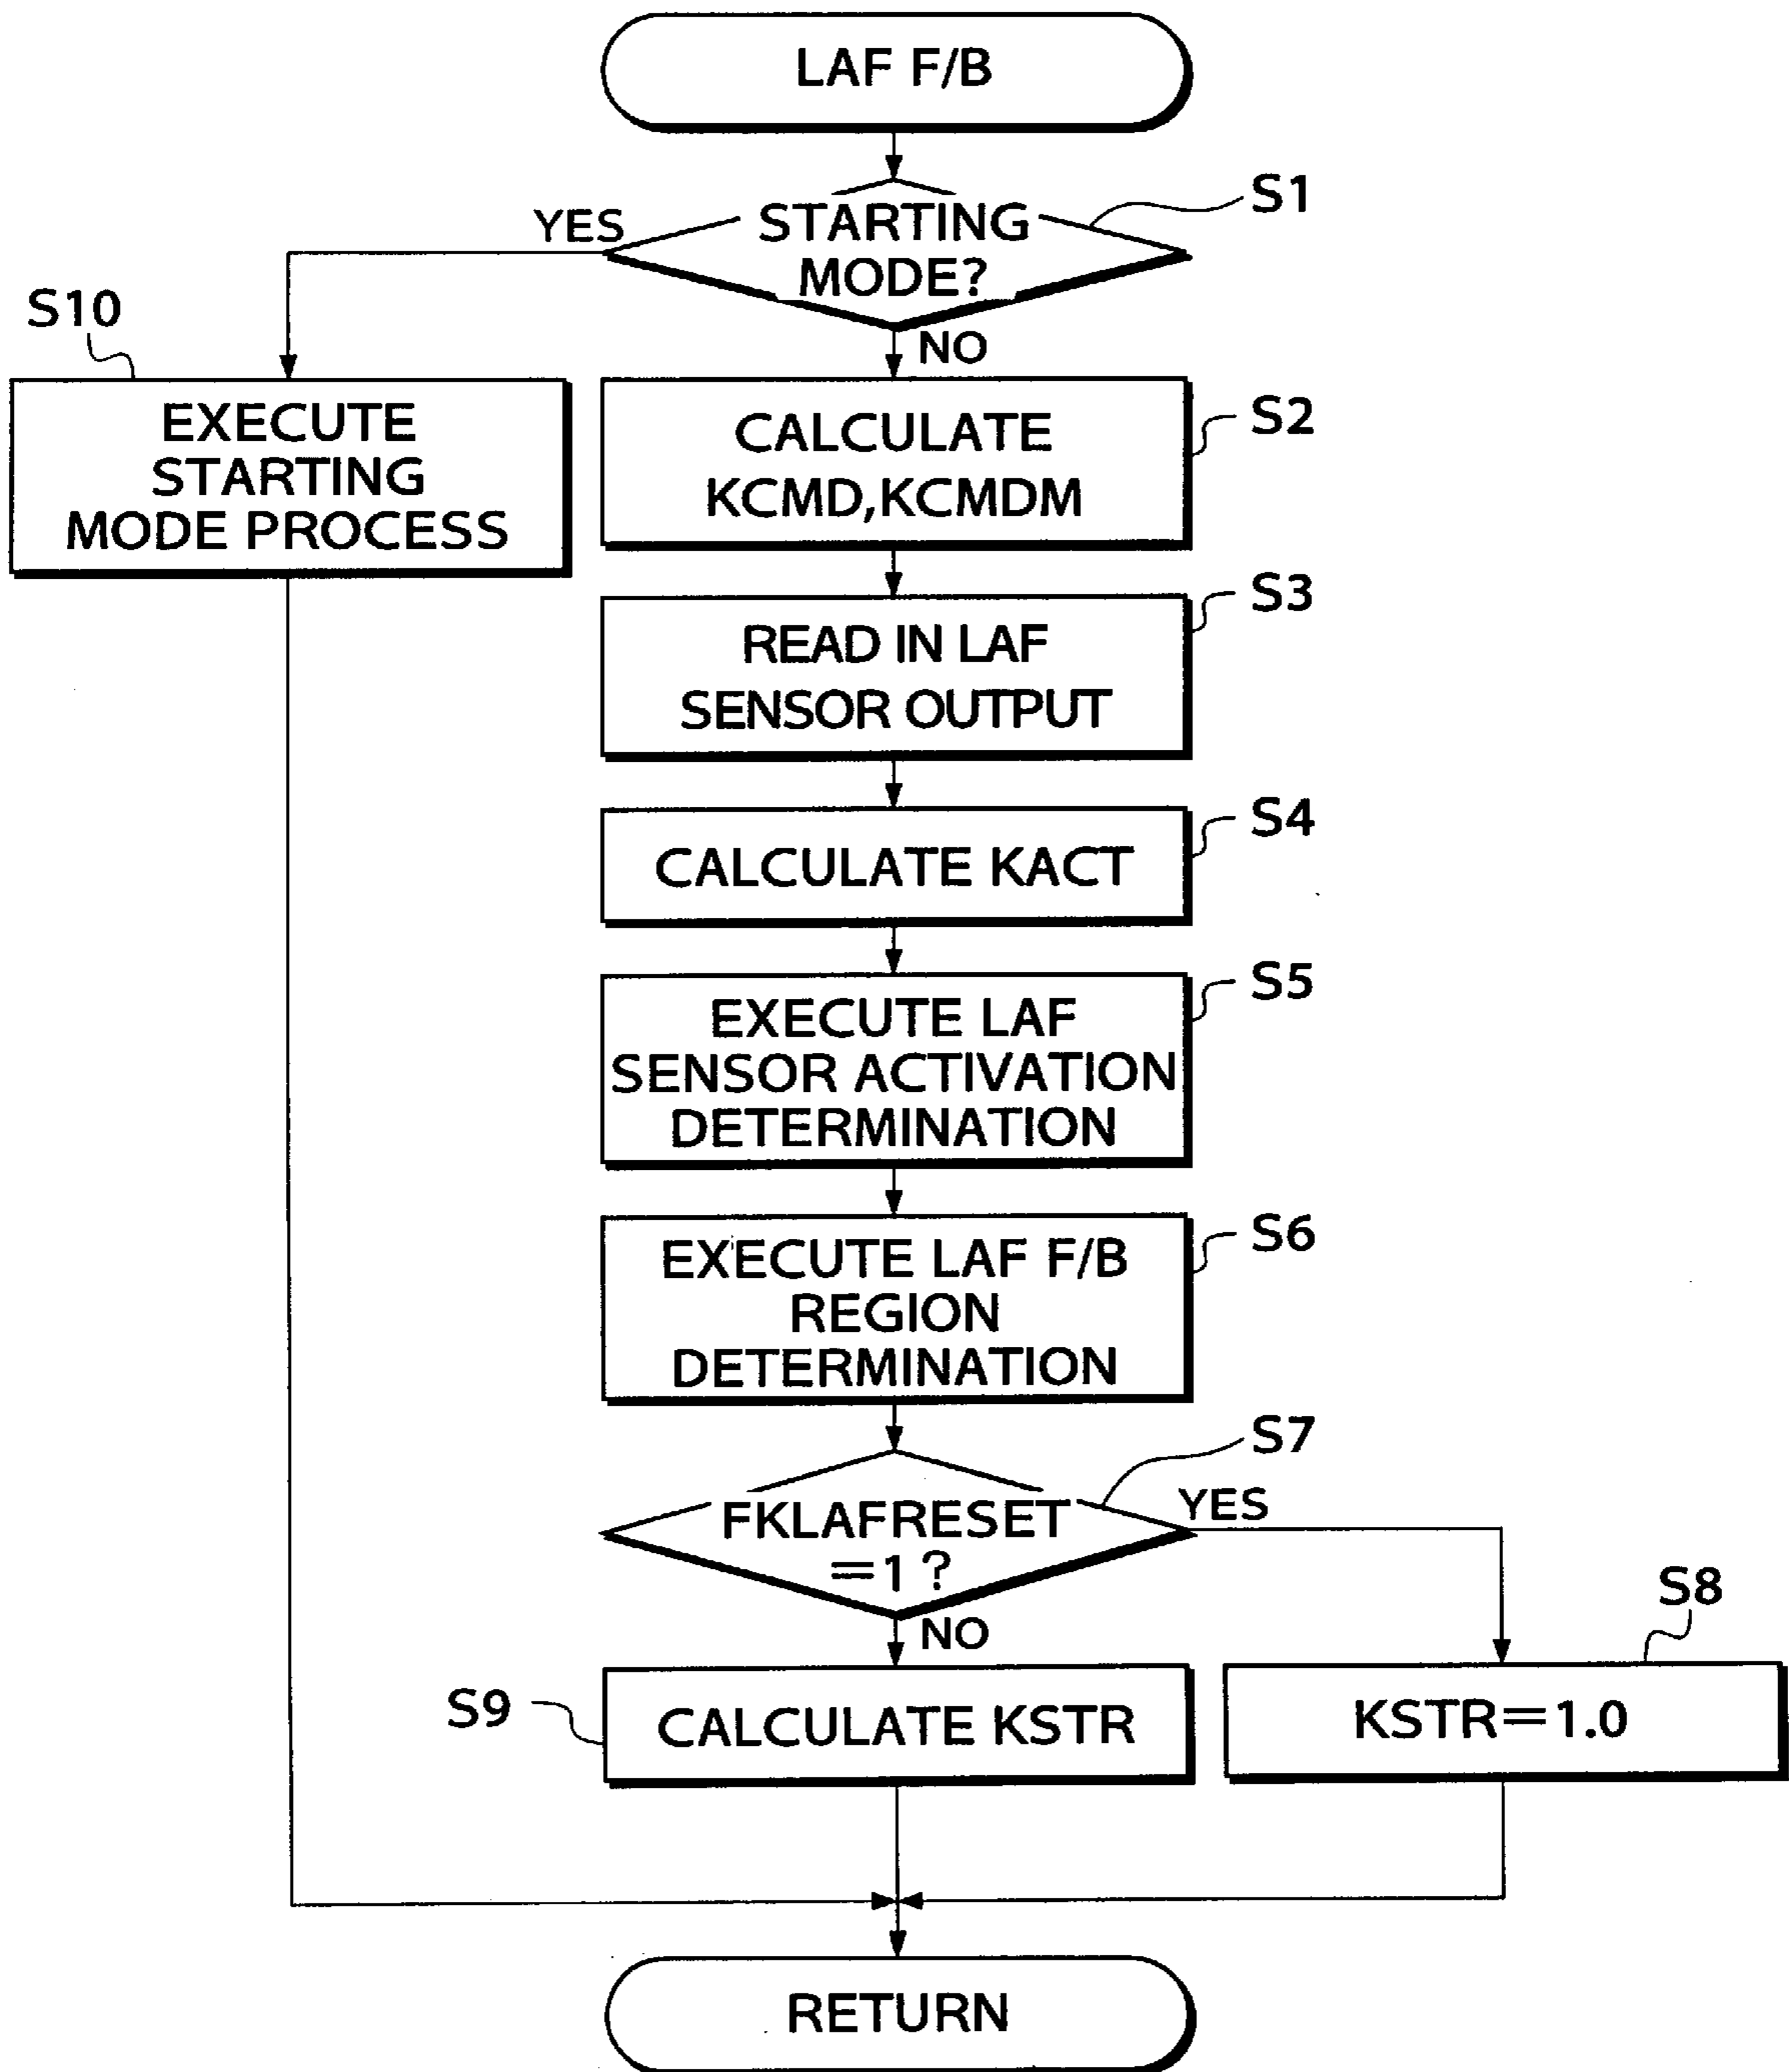 LAF F/B
S1
STARTING
MODE?
YES
NO
S10
EXECUTE
STARTING
MODE PROCESS
S2
CALCULATE
KCMD,KCMDM
S3
READ IN LAF
SENSOR OUTPUT
S4
CALCULATE KACT
S5
EXECUTE LAF
SENSOR ACTIVATION
DETERMINATION
S6
EXECUTE LAF F/B
REGION
DETERMINATION
S7
FKLAFRESET
=1?
YES
NO
S8
KSTR=1.0
S9
CALCULATE KSTR
RETURN